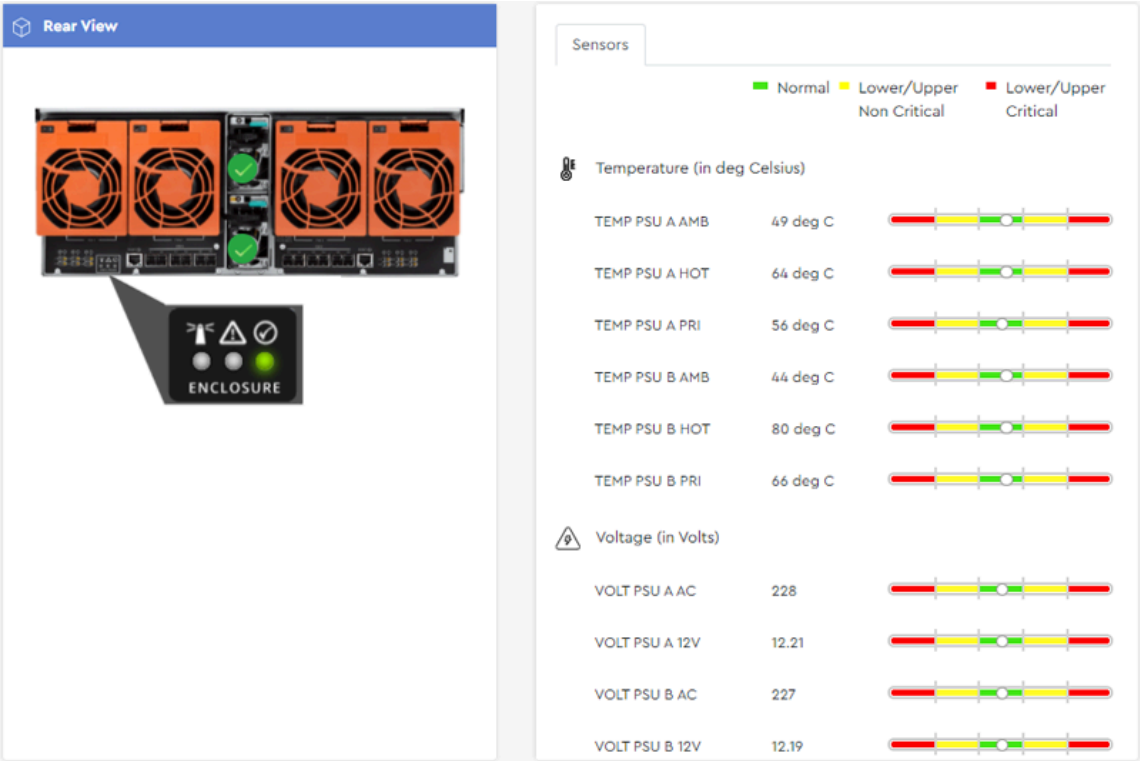 Rear View
ENCLOSURE
Sensors
Normal
Lower/Upper
Non Critical
Lower/Upper
Critical
Temperature (in deg Celsius)
TEMP PSU A AMB 49 deg C
TEMP PSU A HOT 64 deg C
TEMP PSU A PRI 56 deg C
TEMP PSU B AMB 44 deg C
TEMP PSU B HOT 80 deg C
TEMP PSU B PRI 66 deg C
Voltage (in Volts)
VOLT PSU A AC 228
VOLT PSU A 12V 12.21
VOLT PSU B AC 227
VOLT PSU B 12V 12.19